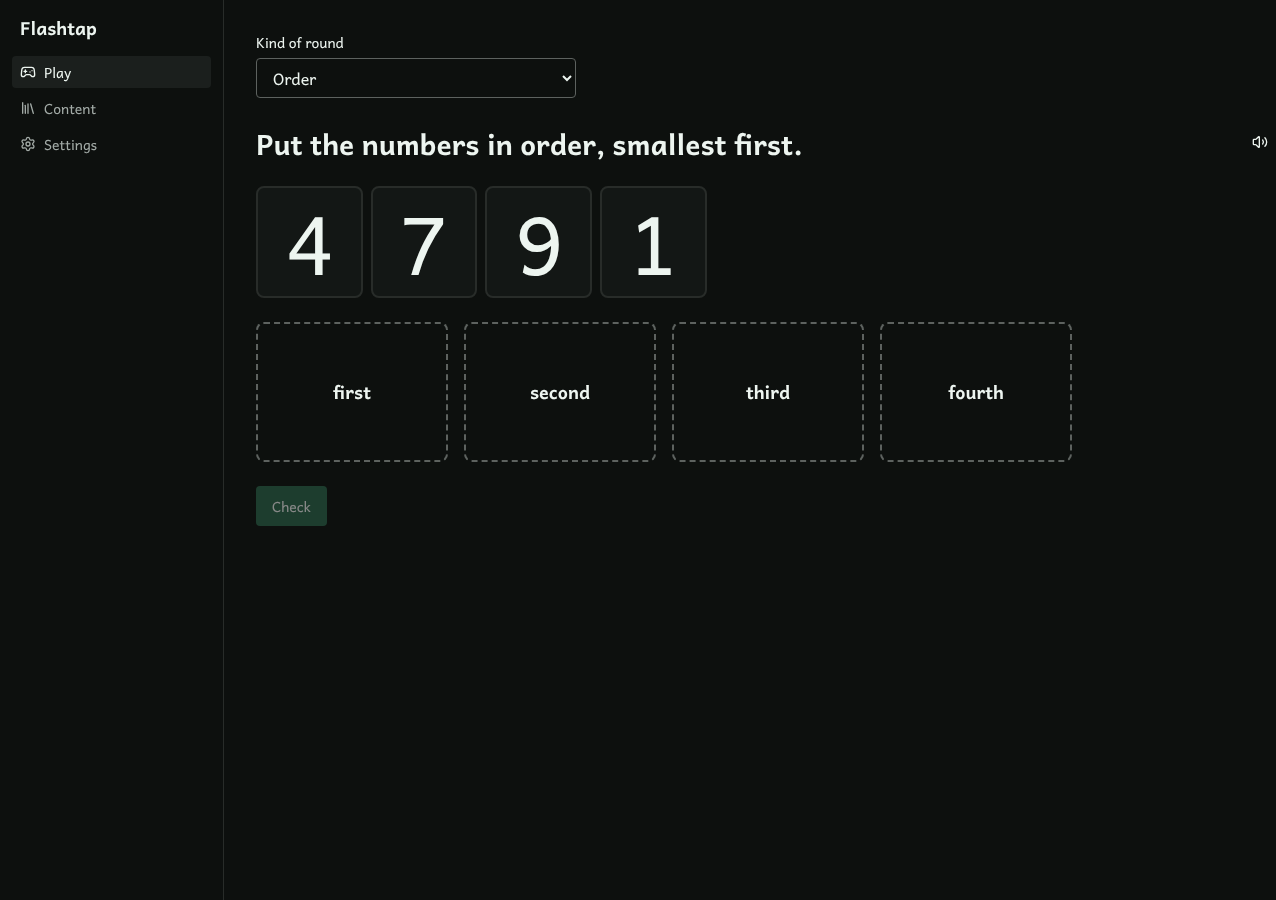 Flashtap
Play
Content
Settings
Kind of round
Order
Put the numbers in order, smallest first.
4 7 9 1
first second third fourth
Check